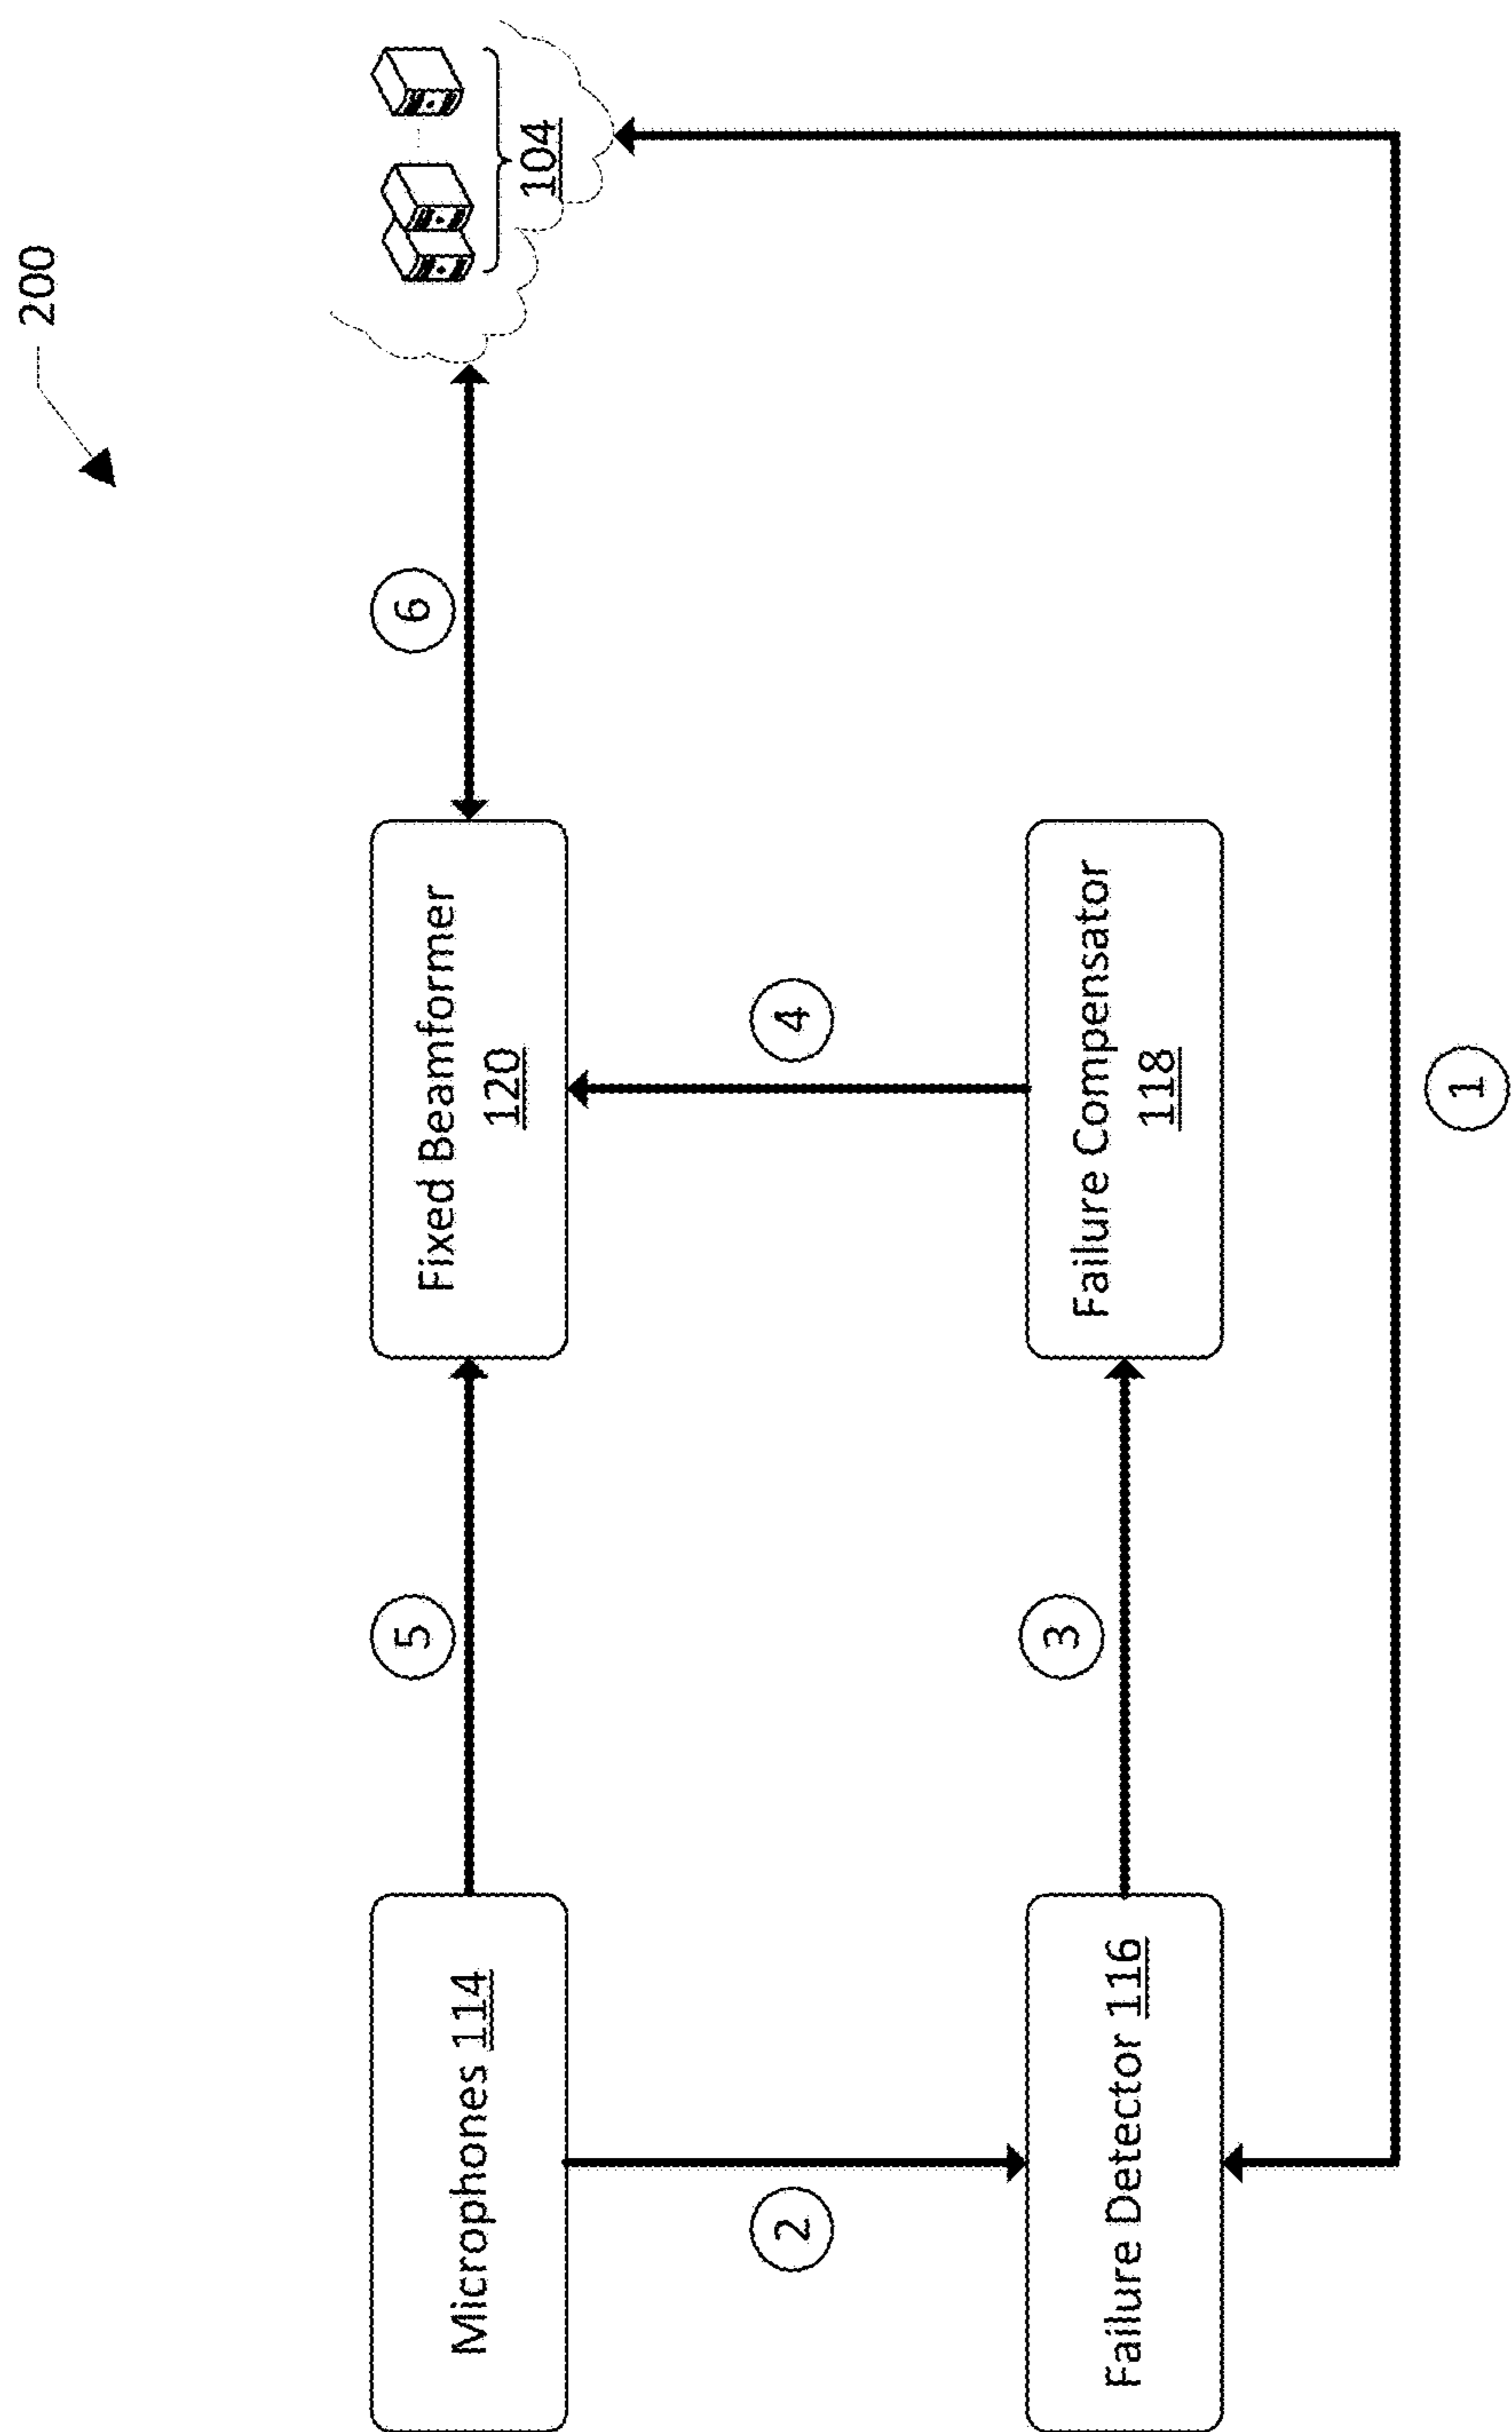 200
104
6
5
Microphones 114
Fixed Beamformer
120
2
4
3
Failure Detector 116
Failure Compensator
118
1